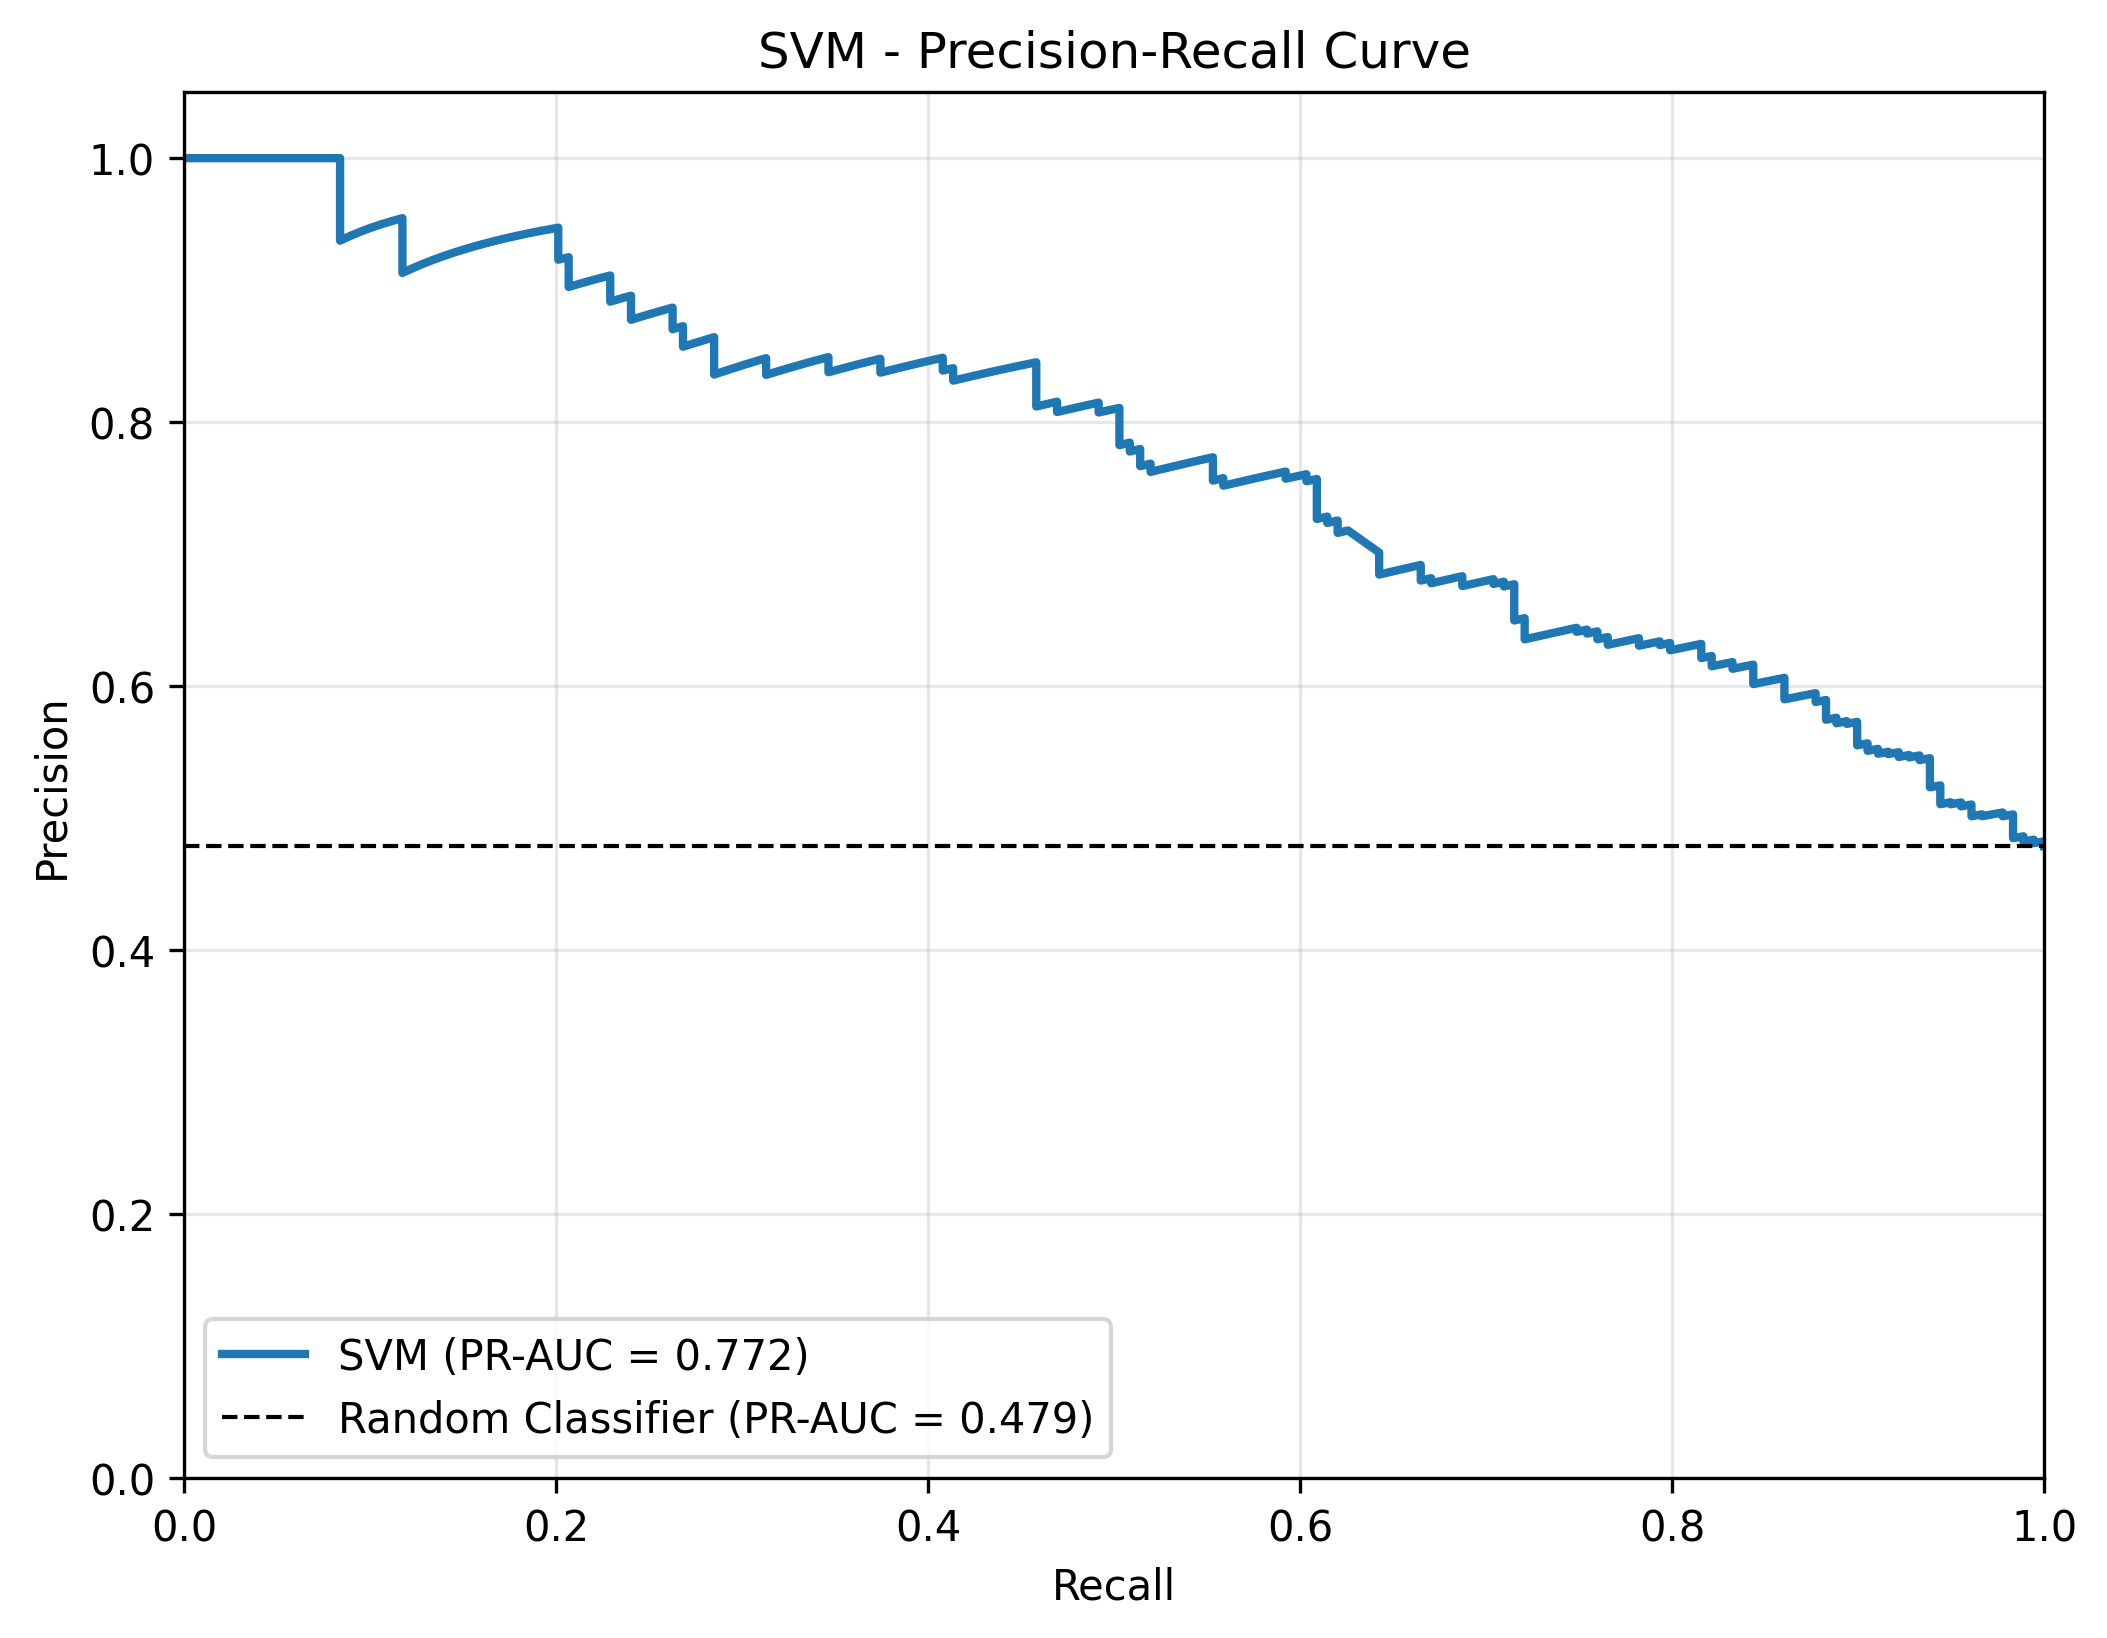 SVM - Precision-Recall Curve
1.0
0.8
0.6
0.4
0.2
0.0
Precision
SVM (PR-AUC = 0.772)
Random Classifier (PR-AUC = 0.479)
0.0 0.2 0.4 0.6 0.8 1.0
Recall